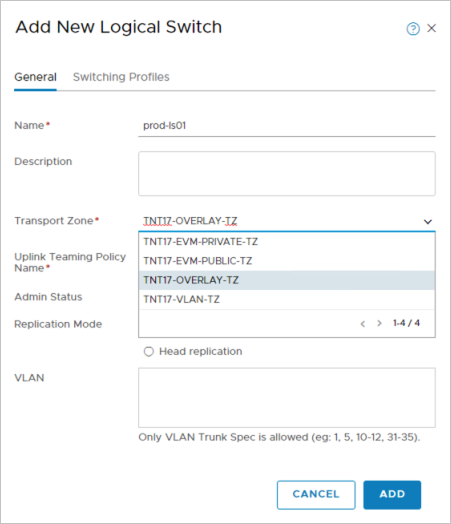 Add New Logical Switch
General Switching Profiles
Name* prod-ls01
Description
Transport Zone* TNT17-OVERLAY-TZ
TNT17-EVM-PRIVATE-TZ
Uplink Teaming Policy
Name*
TNT17-EVM-PUBLIC-TZ
TNT17-OVERLAY-TZ
Admin Status
TNT17-VLAN-TZ
Replication Mode
1-4 / 4
Head replication
VLAN
Only VLAN Trunk Spec is allowed (eg: 1, 5, 10-12, 31-35).
CANCEL ADD